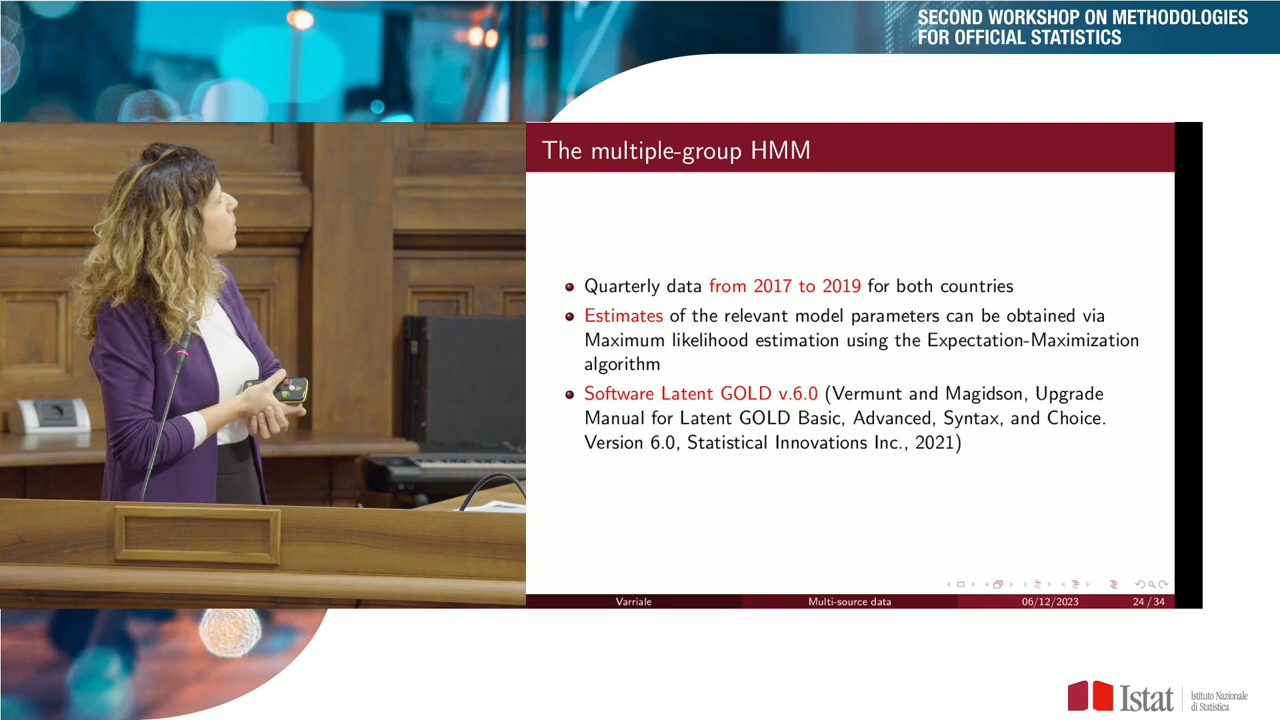 SECOND WORKSHOP ON METHODOLOGIES
FOR OFFICIAL STATISTICS
The multiple-group HMM
Quarterly data from 2017 to 2019 for both countries
Estimates of the relevant model parameters can be obtained via
Maximum likelihood estimation using the Expectation-Maximization
algorithm
Software Latent GOLD v.6.0 (Vermunt and Magidson, Upgrade
Manual for Latent GOLD Basic, Advanced, Syntax, and Choice.
Version 6.0, Statistical Innovations Inc., 2021)
Varriale Multi-source data 06/12/2023 24 / 34
Istat Istituto Nazionale
di Statistica